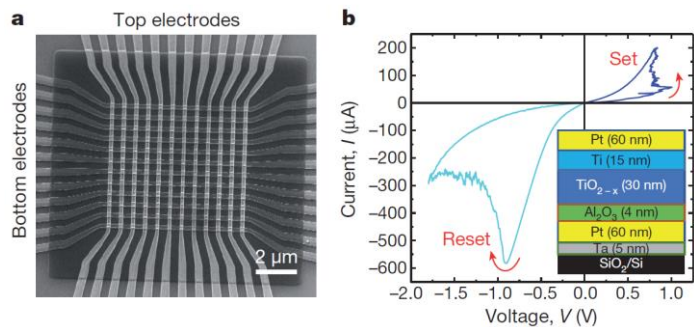 a
Top electrodes
Bottom electrodes
2 μm
b
200
100
0
−100
−200
−300
−400
−500
−600
Current, I (μA)
Set
Reset
Pt (60 nm)
Ti (15 nm)
TiO₂₋ₓ (30 nm)
Al₂O₃ (4 nm)
Pt (60 nm)
Ta (5 nm)
SiO₂/Si
−2.0 −1.5 −1.0 −0.5 0 0.5 1.0
Voltage, V (V)